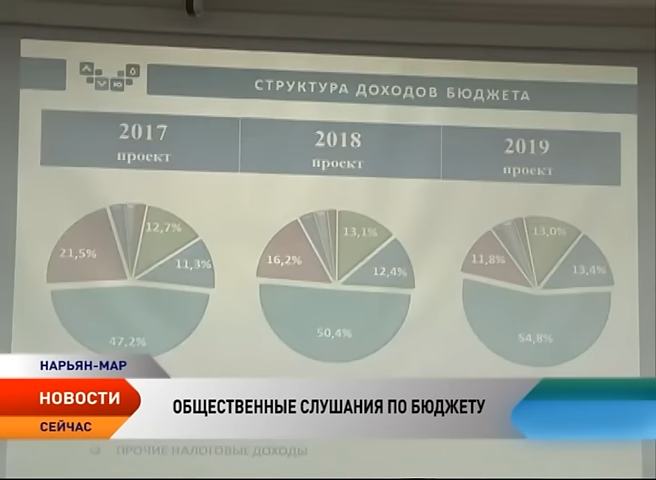 СТРУКТУРА ДОХОДОВ БЮДЖЕТА
2017 2018 2019
проект проект проект
12,7% 13,1% 13,0%
21,5% 11,3% 16,2% 12,4% 11,8% 13,4%
47,2% 50,4% 54,8%
НАРЬЯН-МАР
НОВОСТИ
СЕЙЧАС
ОБЩЕСТВЕННЫЕ СЛУШАНИЯ ПО БЮДЖЕТУ
ПРОЧИЕ НАЛОГОВЫЕ ДОХОДЫ